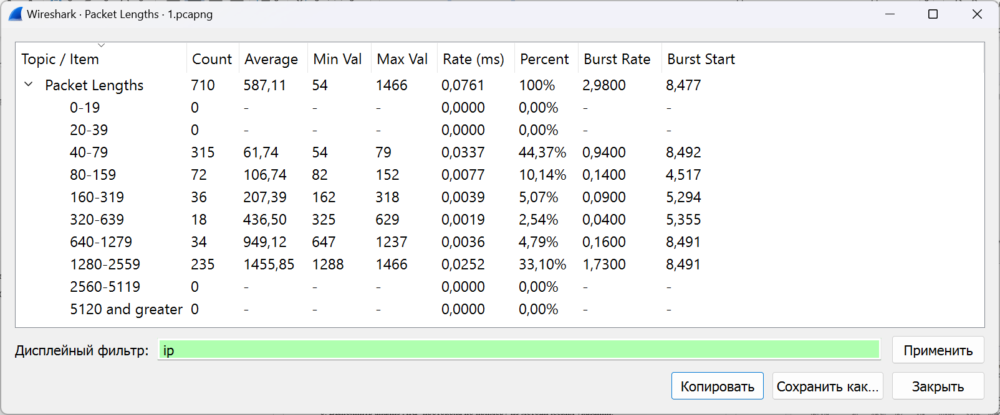 Wireshark · Packet Lengths · 1.pcapng
Topic / Item Count Average Min Val Max Val Rate (ms) Percent Burst Rate Burst Start
Packet Lengths 710 587,11 54 1466 0,0761 100% 2,9800 8,477
0-19 0 - - - 0,0000 0,00% - -
20-39 0 - - - 0,0000 0,00% - -
40-79 315 61,74 54 79 0,0337 44,37% 0,9400 8,492
80-159 72 106,74 82 152 0,0077 10,14% 0,1400 4,517
160-319 36 207,39 162 318 0,0039 5,07% 0,0900 5,294
320-639 18 436,50 325 629 0,0019 2,54% 0,0400 5,355
640-1279 34 949,12 647 1237 0,0036 4,79% 0,1600 8,491
1280-2559 235 1455,85 1288 1466 0,0252 33,10% 1,7300 8,491
2560-5119 0 - - - 0,0000 0,00% - -
5120 and greater 0 - - - 0,0000 0,00% - -
Дисплейный фильтр: ip Применить
Копировать Сохранить как... Закрыть